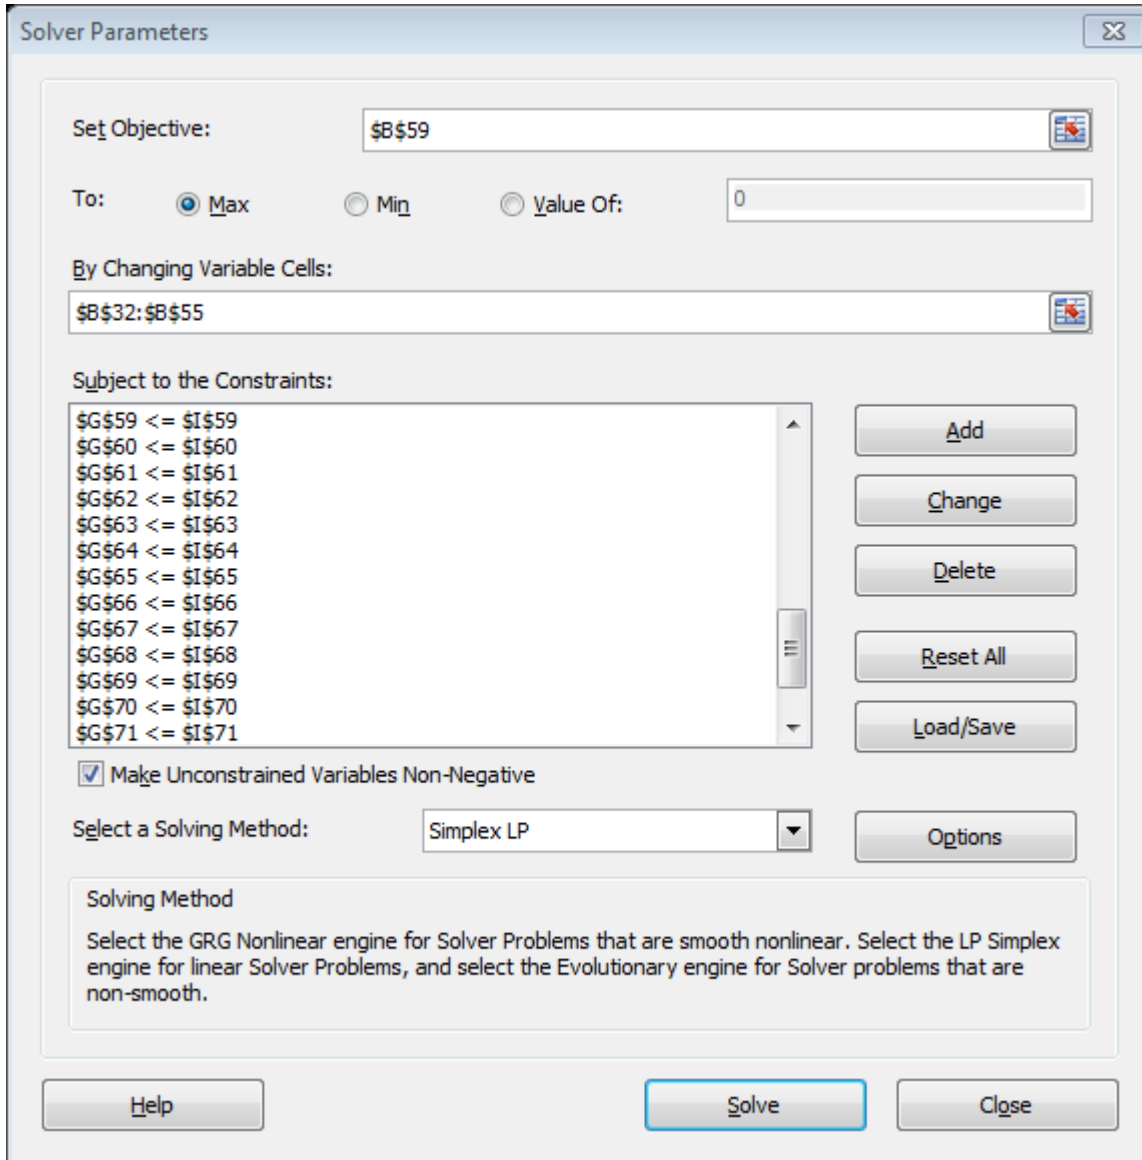 Solver Parameters
Set Objective: $B$59
To: Max Min Value Of: 0
By Changing Variable Cells:
$B$32:$B$55
Subject to the Constraints:
$G$59 <= $I$59
$G$60 <= $I$60
$G$61 <= $I$61
$G$62 <= $I$62
$G$63 <= $I$63
$G$64 <= $I$64
$G$65 <= $I$65
$G$66 <= $I$66
$G$67 <= $I$67
$G$68 <= $I$68
$G$69 <= $I$69
$G$70 <= $I$70
$G$71 <= $I$71
Add
Change
Delete
Reset All
Load/Save
Make Unconstrained Variables Non-Negative
Select a Solving Method: Simplex LP Options
Solving Method
Select the GRG Nonlinear engine for Solver Problems that are smooth nonlinear. Select the LP Simplex
engine for linear Solver Problems, and select the Evolutionary engine for Solver problems that are
non-smooth.
Help Solve Close